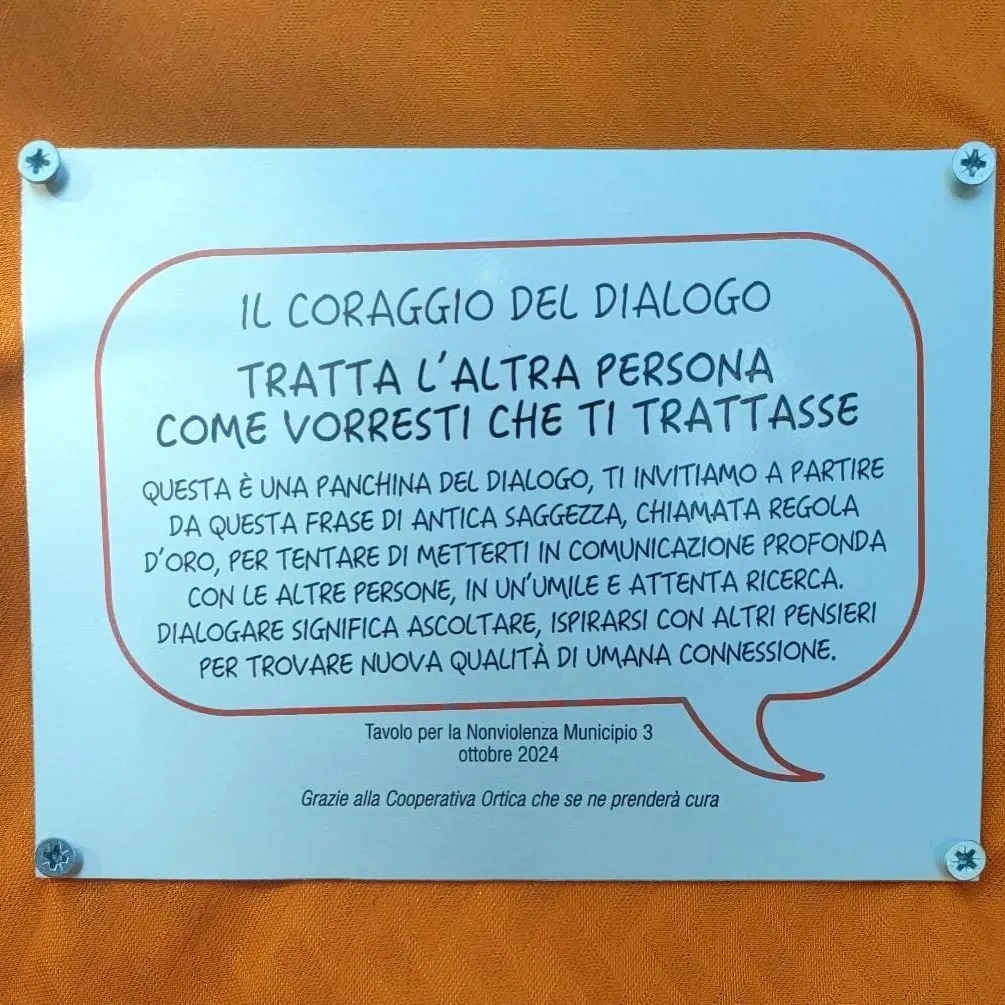 IL CORAGGIO DEL DIALOGO
TRATTA L'ALTRA PERSONA
COME VORRESTI CHE TI TRATTASSE
QUESTA È UNA PANCHINA DEL DIALOGO, TI INVITIAMO A PARTIRE
DA QUESTA FRASE DI ANTICA SAGGEZZA, CHIAMATA REGOLA
D'ORO, PER TENTARE DI METTERTI IN COMUNICAZIONE PROFONDA
CON LE ALTRE PERSONE, IN UN'UMILE E ATTENTA RICERCA.
DIALOGARE SIGNIFICA ASCOLTARE, ISPIRARSI CON ALTRI PENSIERI
PER TROVARE NUOVA QUALITÀ DI UMANA CONNESSIONE.
Tavolo per la Nonviolenza Municipio 3
ottobre 2024
Grazie alla Cooperativa Ortica che se ne prenderà cura